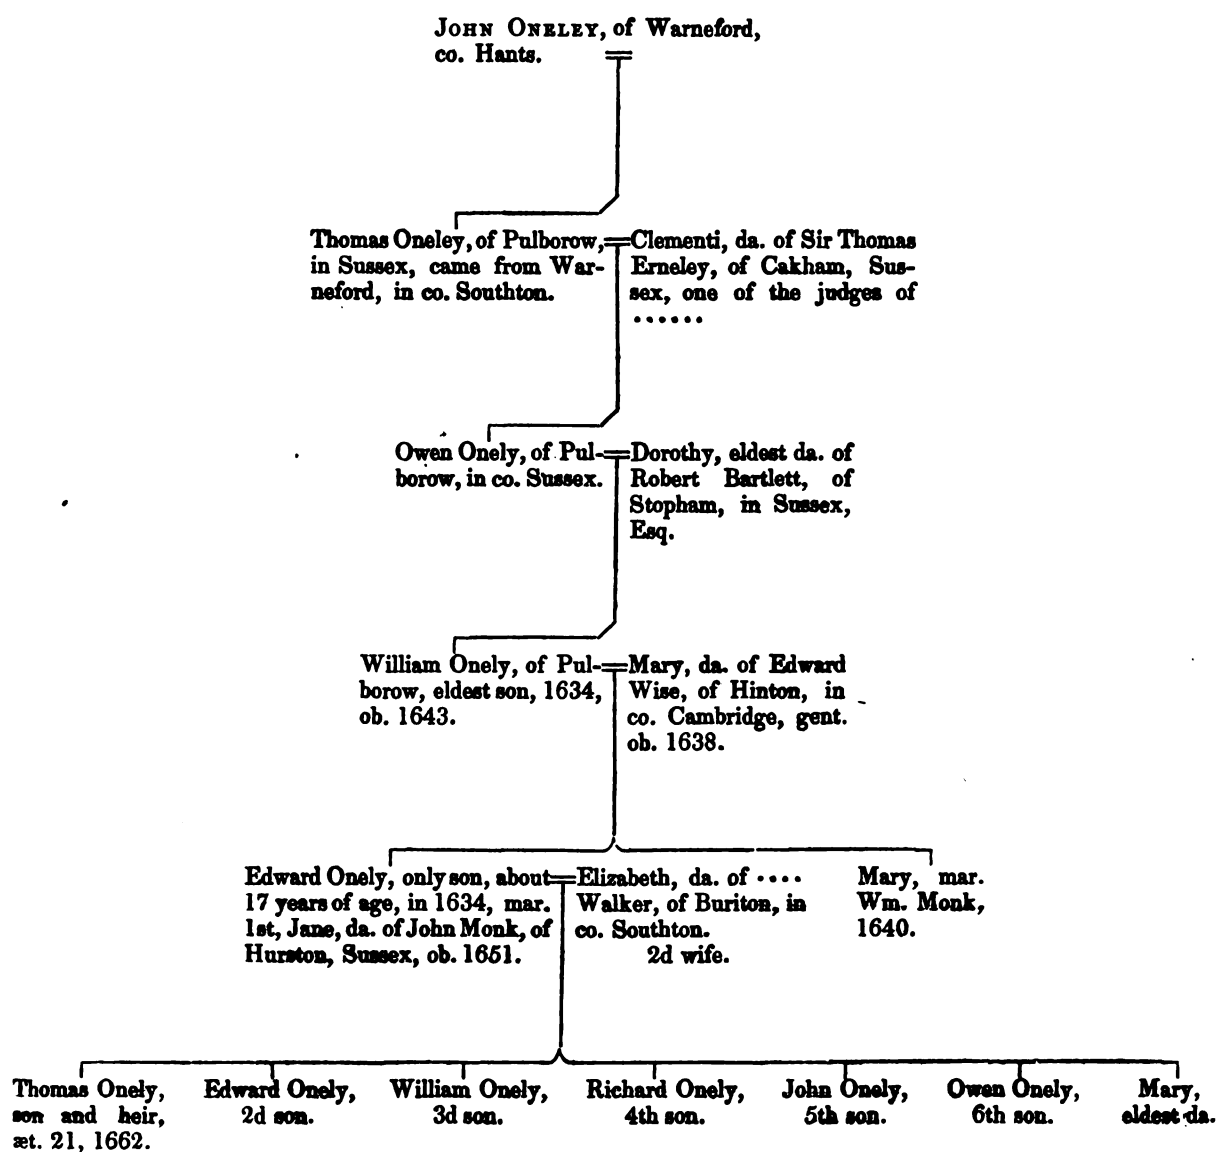 JOHN ONELEY, of Warneford,
co. Hants.
Thomas Oneley, of Pulborow,
in Sussex, came from War-
neford, in co. Southton.
Clementi, da. of Sir Thomas
Erneley, of Cakham, Sus-
sex, one of the judges of
......
Owen Onely, of Pul-
borow, in co. Sussex.
Dorothy, eldest da. of
Robert Bartlett, of
Stopham, in Sussex,
Esq.
William Onely, of Pul-
borow, eldest son, 1634,
ob. 1643.
Mary, da. of Edward
Wise, of Hinton, in
co. Cambridge, gent.
ob. 1638.
Edward Onely, only son, about
17 years of age, in 1634, mar.
1st, Jane, da. of John Monk, of
Hurston, Sussex, ob. 1651.
Elizabeth, da. of ....
Walker, of Buriton, in
co. Southton.
2d wife.
Mary, mar.
Wm. Monk,
1640.
Thomas Onely,
son and heir,
æt. 21, 1662.
Edward Onely,
2d son.
William Onely,
3d son.
Richard Onely,
4th son.
John Onely,
5th son.
Owen Onely,
6th son.
Mary,
eldest da.